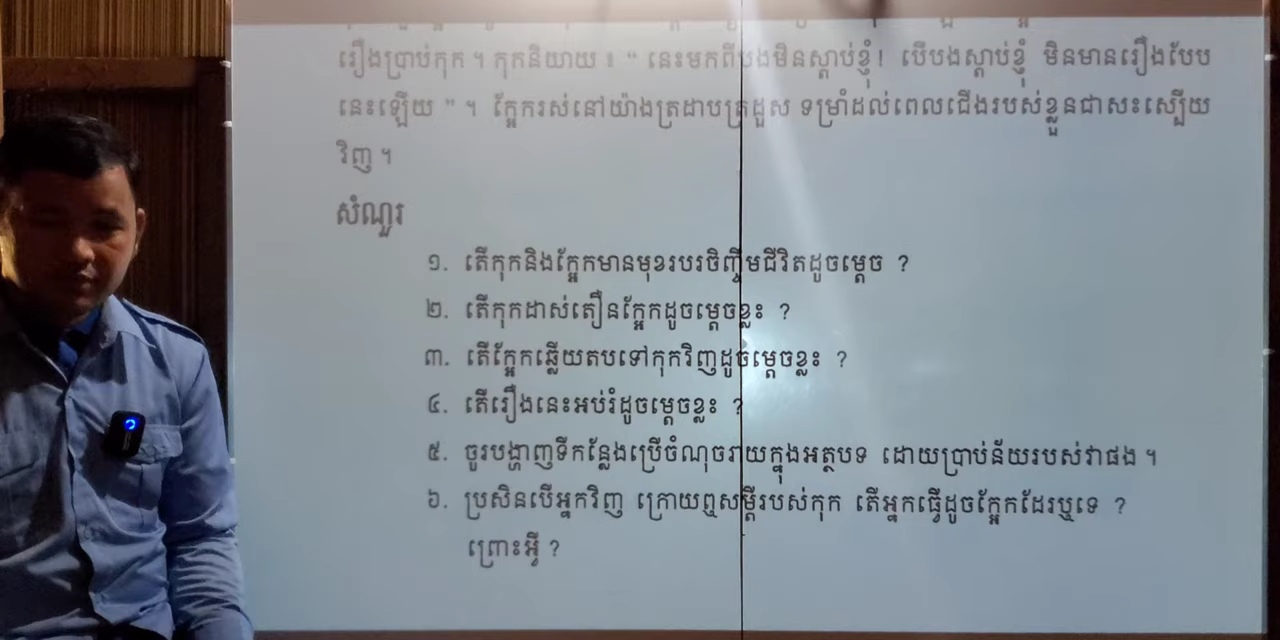 រឿងប្រាប់កុក ។ កុកនិយាយ ៖ “ នេះមកពីបងមិនស្ដាប់ខ្ញុំ! បើបងស្ដាប់ខ្ញុំ មិនមានរឿងបែប
នេះឡើយ ” ។ ក្អែករស់នៅយ៉ាងត្រដាបត្រដួស ទម្រាំដល់ពេលជើងរបស់ខ្លួនជាសះស្បើយ
វិញ ។
សំណួរ
១. តើកុកនិងក្អែកមានមុខរបរចិញ្ចឹមជីវិតដូចម្ដេច ?
២. តើកុកដាស់តឿនក្អែកដូចម្ដេចខ្លះ ?
៣. តើក្អែកឆ្លើយតបទៅកុកវិញដូចម្ដេចខ្លះ ?
៤. តើរឿងនេះអប់រំដូចម្ដេចខ្លះ ?
៥. ចូរបង្ហាញទីកន្លែងប្រើចំណុចរាយក្នុងអត្ថបទ ដោយប្រាប់ន័យរបស់វាផង ។
៦. ប្រសិនបើអ្នកវិញ ក្រោយឮសម្ដីរបស់កុក តើអ្នកធ្វើដូចក្អែកដែរឬទេ ?
ព្រោះអ្វី ?